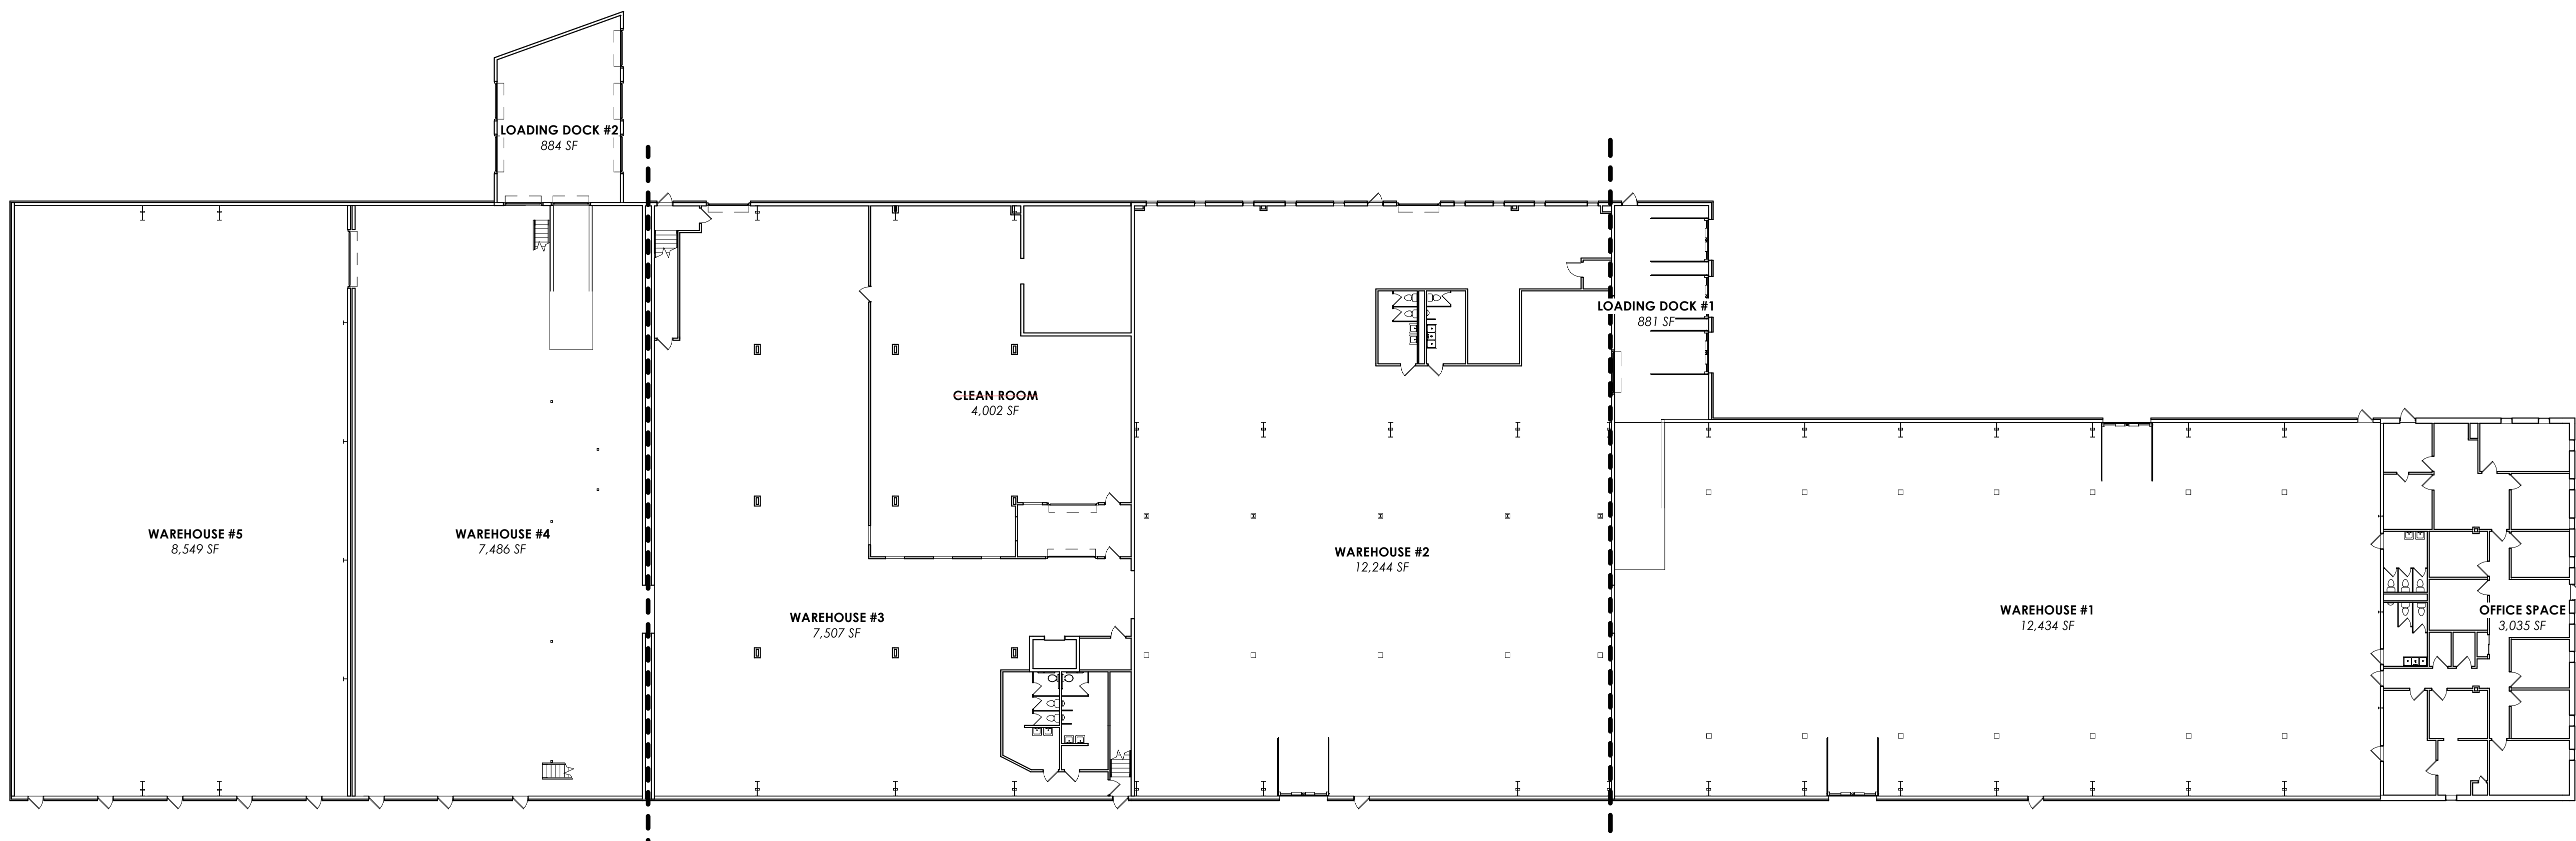 LOADING DOCK #2
884 SF
LOADING DOCK #1
881 SF
CLEAN ROOM
4,002 SF
WAREHOUSE #5
8,549 SF
WAREHOUSE #4
7,486 SF
WAREHOUSE #3
7,507 SF
WAREHOUSE #2
12,244 SF
WAREHOUSE #1
12,434 SF
OFFICE SPACE
3,035 SF